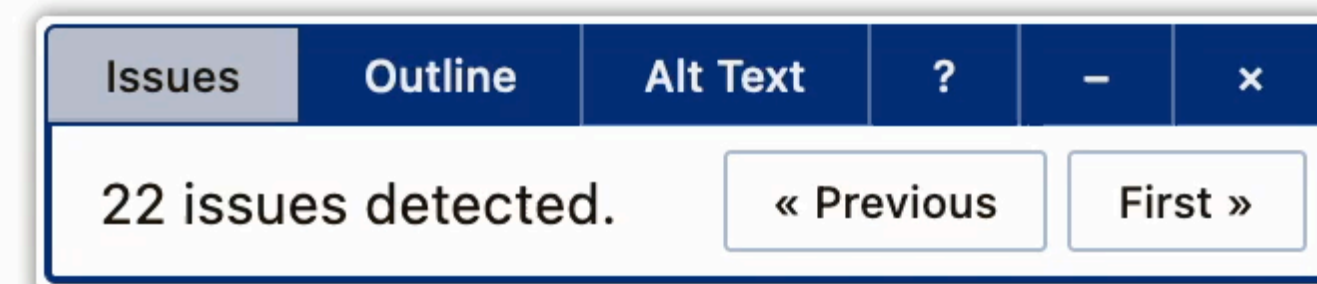 Issues Outline Alt Text ? – ×
22 issues detected. « Previous First »